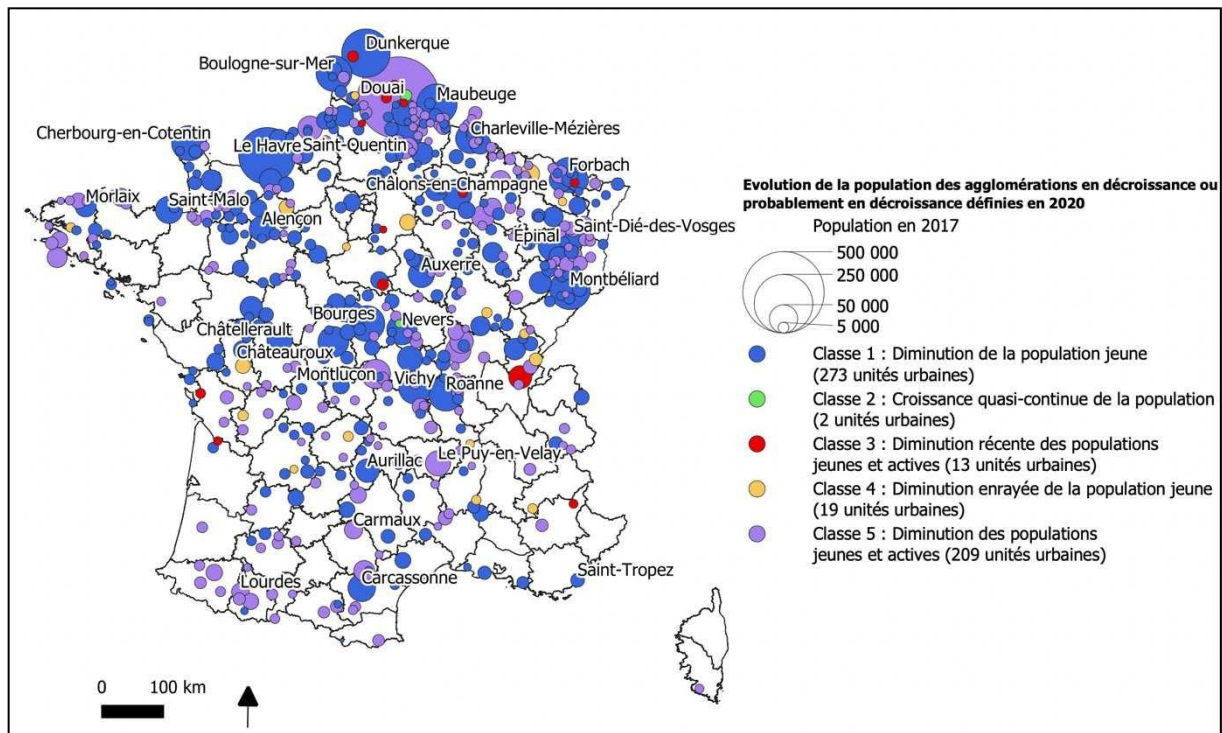 Dunkerque
Boulogne-sur-Mer
Douai
Maubeuge
Cherbourg-en-Cotentin
Charleville-Mézières
Le Havre
Saint-Quentin
Forbach
Châlons-en-Champagne
Morlaix
Saint-Malo
Alençon
Saint-Dié-des-Vosges
Épinal
Auxerre
Montbéliard
Bourges
Nevers
Châtellerault
Châteauroux
Montluçon
Vichy
Roanne
Aurillac
Le Puy-en-Velay
Carmaux
Saint-Tropez
Lourdes
Carcassonne
0 100 km
Evolution de la population des agglomérations en décroissance ou
probablement en décroissance définies en 2020
Population en 2017
500 000
250 000
50 000
5 000
Classe 1 : Diminution de la population jeune
(273 unités urbaines)
Classe 2 : Croissance quasi-continue de la population
(2 unités urbaines)
Classe 3 : Diminution récente des populations
jeunes et actives (13 unités urbaines)
Classe 4 : Diminution enrayée de la population jeune
(19 unités urbaines)
Classe 5 : Diminution des populations
jeunes et actives (209 unités urbaines)